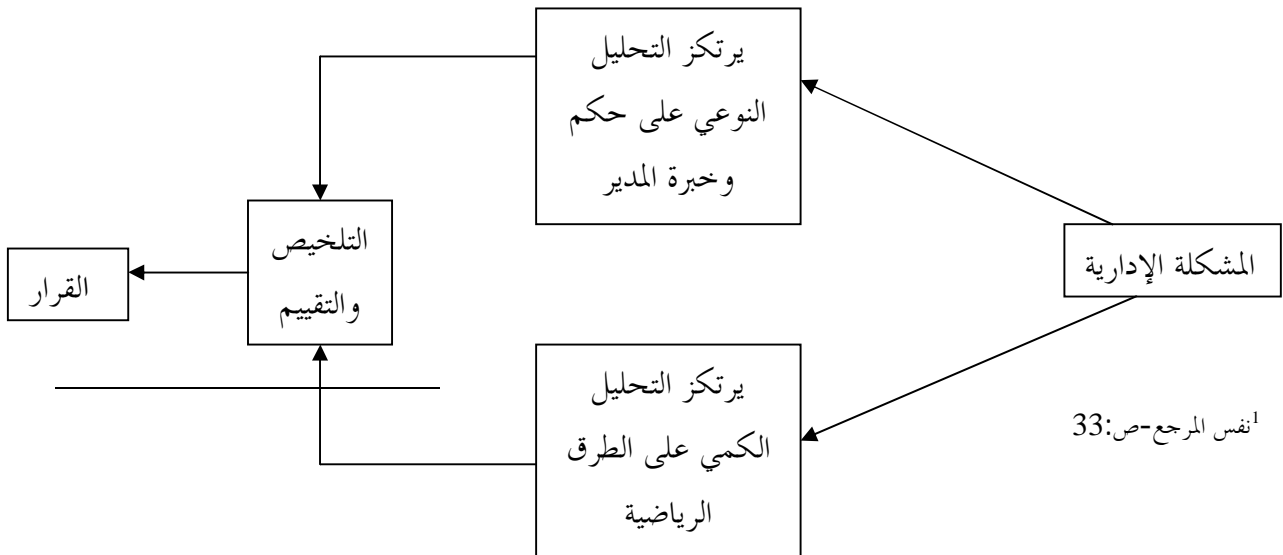 يرتكز التحليل
النوعي على حكم
وخبرة المدير
المشكلة الإدارية
التلخيص
والتقييم
القرار
يرتكز التحليل
الكمي على الطرق
الرياضية
¹نفس المرجع-ص:33